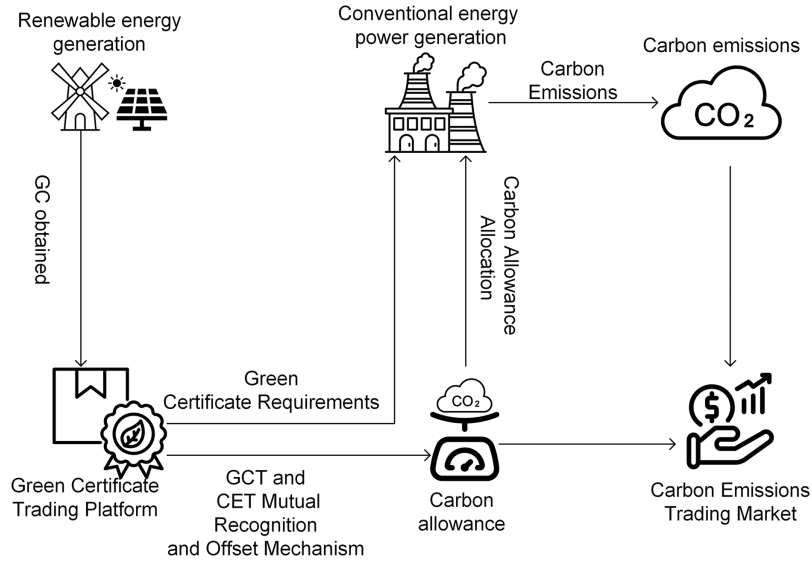 Renewable energy
generation
Conventional energy
power generation
Carbon emissions
Carbon
Emissions
CO2
GC obtained
Carbon Allowance
Allocation
Green
Certificate Requirements
CO2
$
Green Certificate
Trading Platform
GCT and
CET Mutual
Recognition
and Offset Mechanism
Carbon
allowance
Carbon Emissions
Trading Market